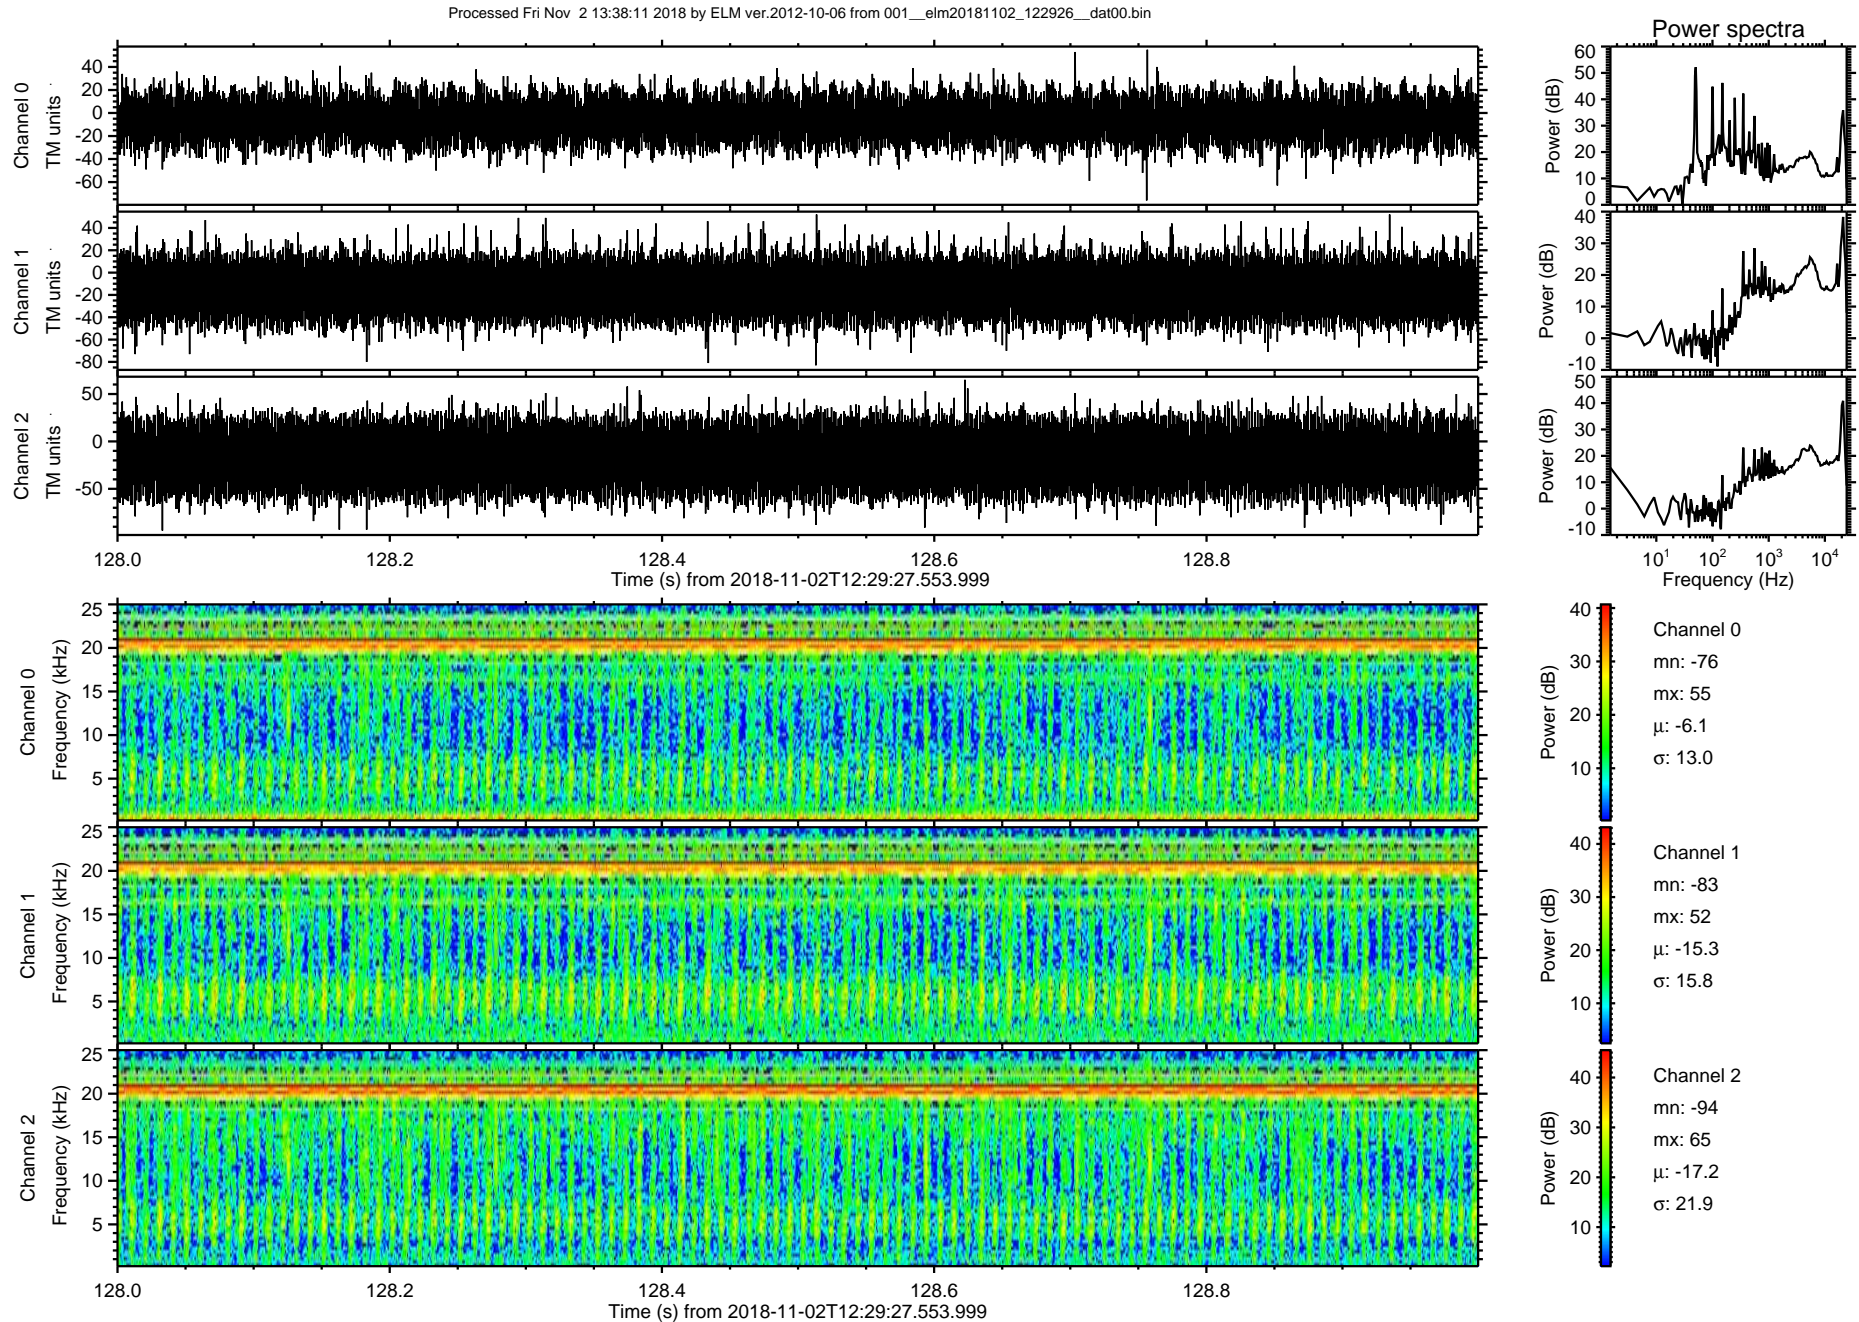 Processed Fri Nov  2 13:38:11 2018 by ELM ver.2012-10-06 from 001__elm20181102_122926__dat00.bin
Power spectra
Channel 0
TM units
40
20
0
-20
-40
-60
Power (dB)
60
50
40
30
20
10
0
Channel 1
TM units
40
20
0
-20
-40
-60
-80
Power (dB)
40
30
20
10
0
-10
Channel 2
TM units
50
0
-50
Power (dB)
50
40
30
20
10
0
-10
128.0 128.2 128.4 128.6 128.8
Time (s) from 2018-11-02T12:29:27.553.999
10^1 10^2 10^3 10^4
Frequency (Hz)
Channel 0
Frequency (kHz)
25
20
15
10
5
Power (dB)
40
30
20
10
Channel 0
mn: -76
mx: 55
μ: -6.1
σ: 13.0
Channel 1
Frequency (kHz)
25
20
15
10
5
Power (dB)
40
30
20
10
Channel 1
mn: -83
mx: 52
μ: -15.3
σ: 15.8
Channel 2
Frequency (kHz)
25
20
15
10
5
Power (dB)
40
30
20
10
Channel 2
mn: -94
mx: 65
μ: -17.2
σ: 21.9
128.0 128.2 128.4 128.6 128.8
Time (s) from 2018-11-02T12:29:27.553.999